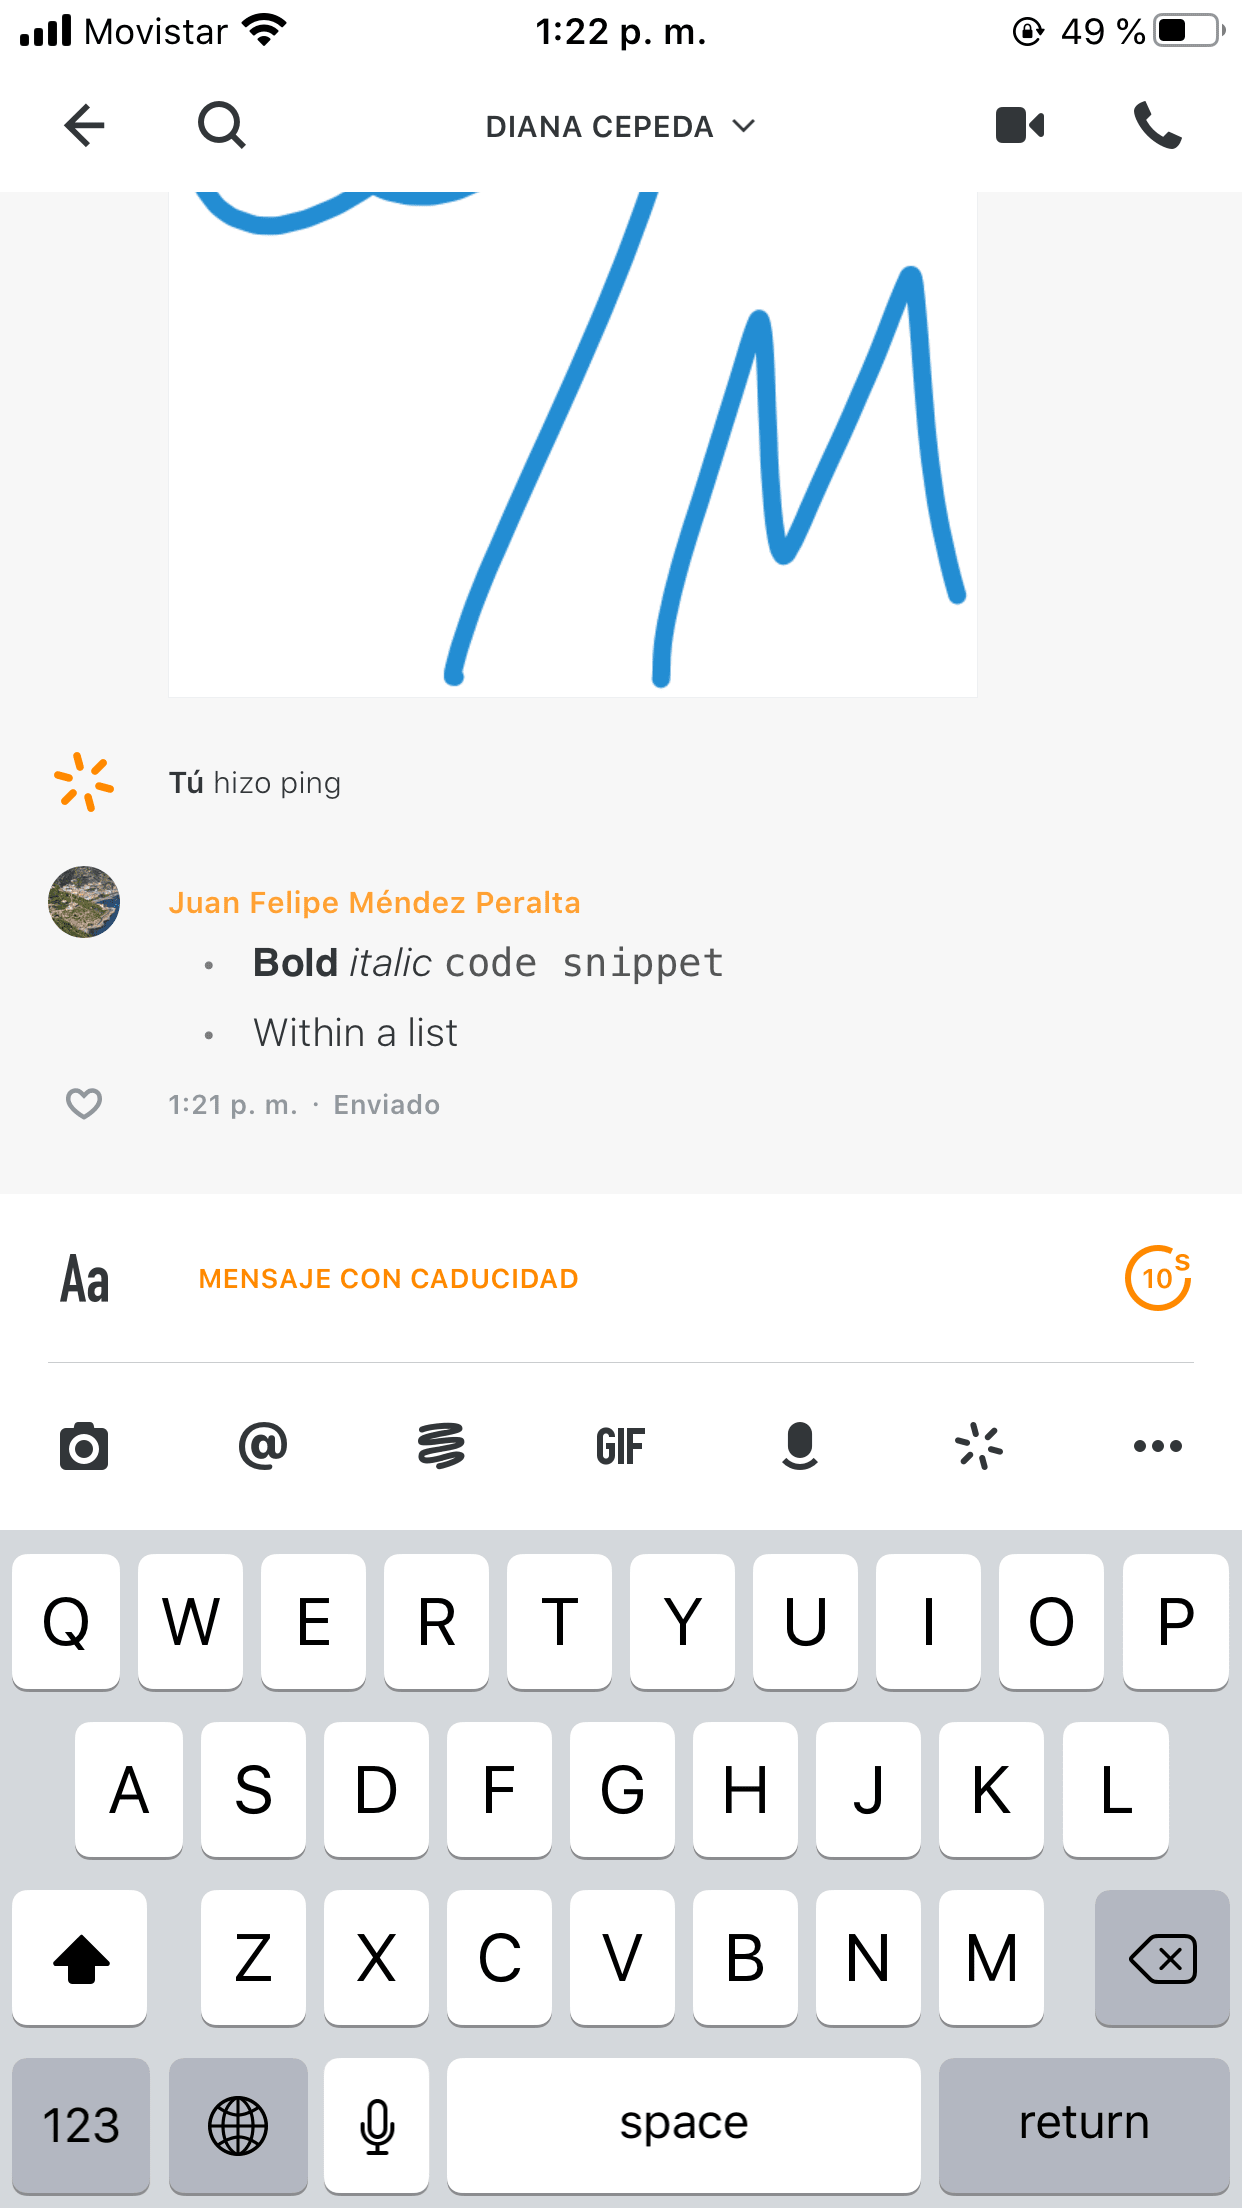 Movistar 1:22 p. m. 49 %
DIANA CEPEDA
M
Tú hizo ping
Juan Felipe Méndez Peralta
• Bold italic code snippet
• Within a list
1:21 p. m. · Enviado
Aa MENSAJE CON CADUCIDAD 10 s
@ GIF
Q W E R T Y U I O P
A S D F G H J K L
Z X C V B N M
123 space return